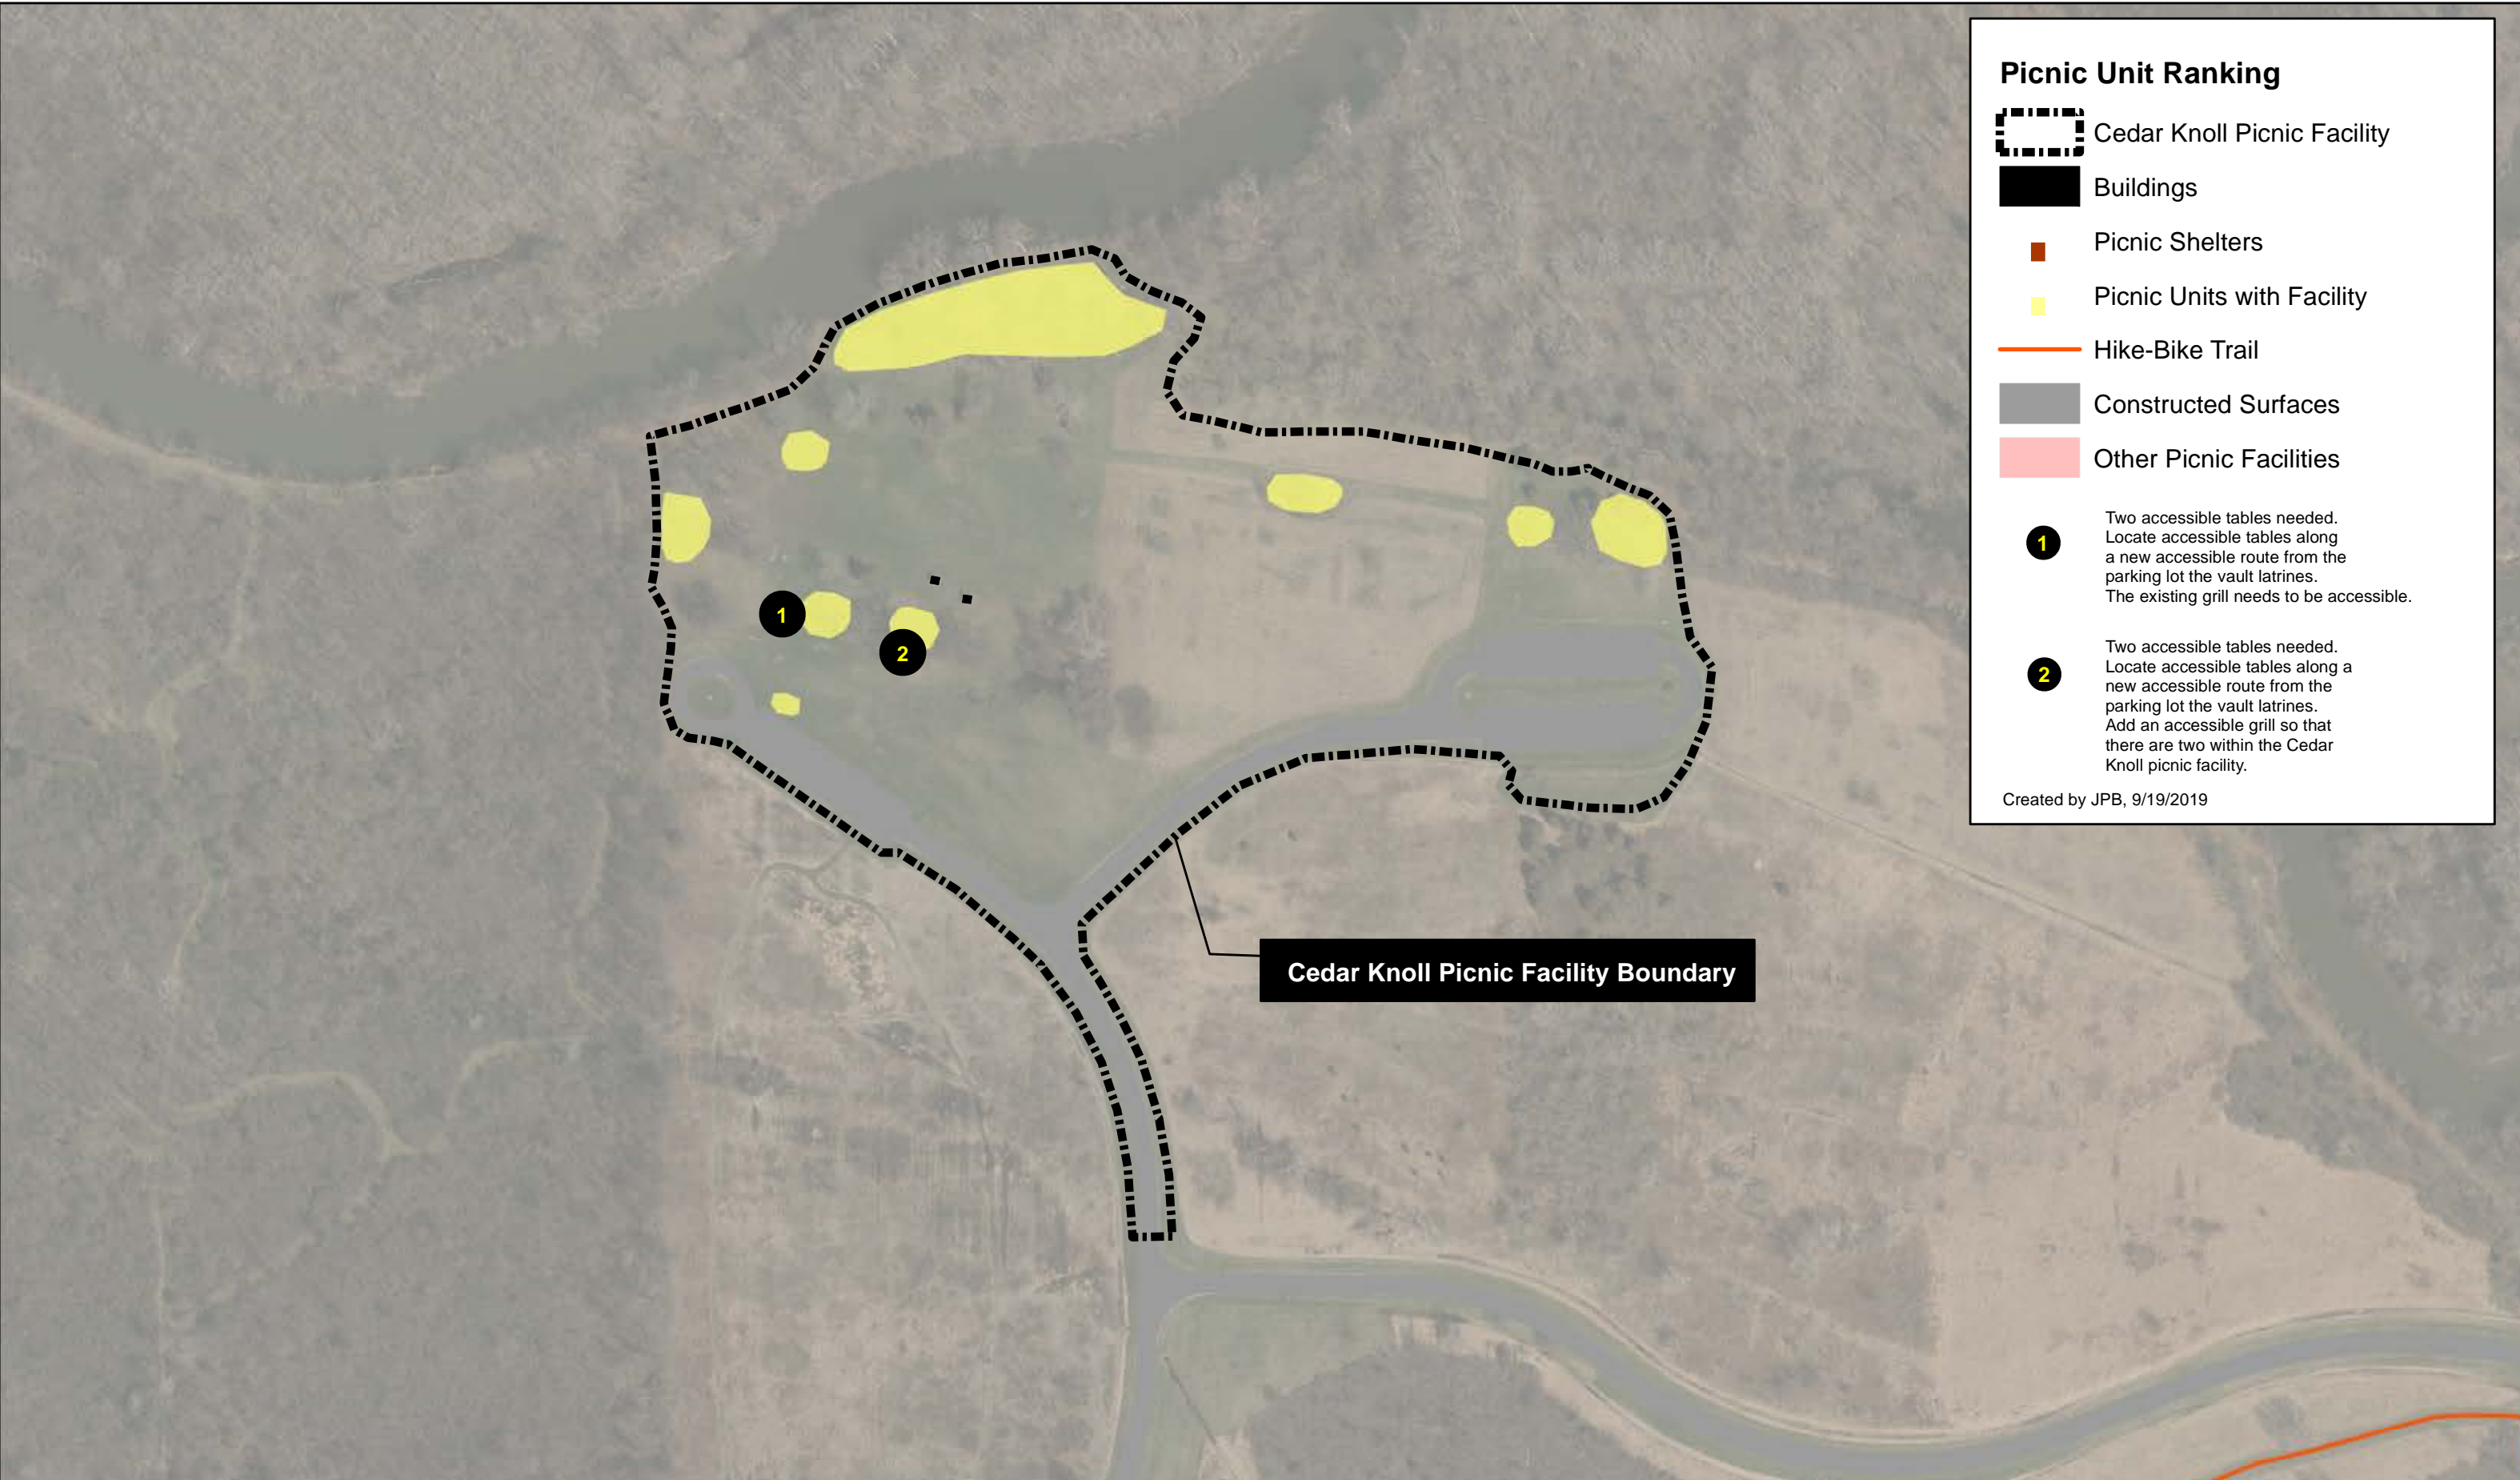 Picnic Unit Ranking
Cedar Knoll Picnic Facility
Buildings
Picnic Shelters
Picnic Units with Facility
Hike-Bike Trail
Constructed Surfaces
Other Picnic Facilities
1
Two accessible tables needed.
Locate accessible tables along
a new accessible route from the
parking lot the vault latrines.
The existing grill needs to be accessible.
2
Two accessible tables needed.
Locate accessible tables along a
new accessible route from the
parking lot the vault latrines.
Add an accessible grill so that
there are two within the Cedar
Knoll picnic facility.
Created by JPB, 9/19/2019
1
2
Cedar Knoll Picnic Facility Boundary